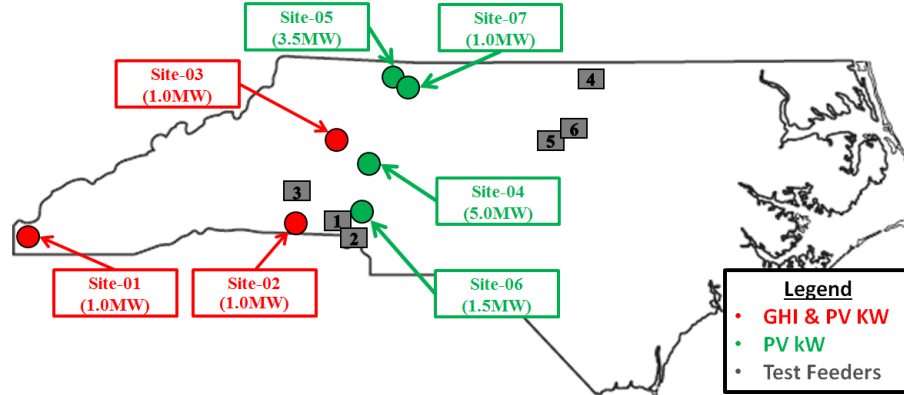 Site-05
(3.5MW)
Site-07
(1.0MW)
Site-03
(1.0MW)
4
6
5
Site-04
(5.0MW)
3
1
2
Site-01
(1.0MW)
Site-02
(1.0MW)
Site-06
(1.5MW)
Legend
• GHI & PV KW
• PV kW
• Test Feeders